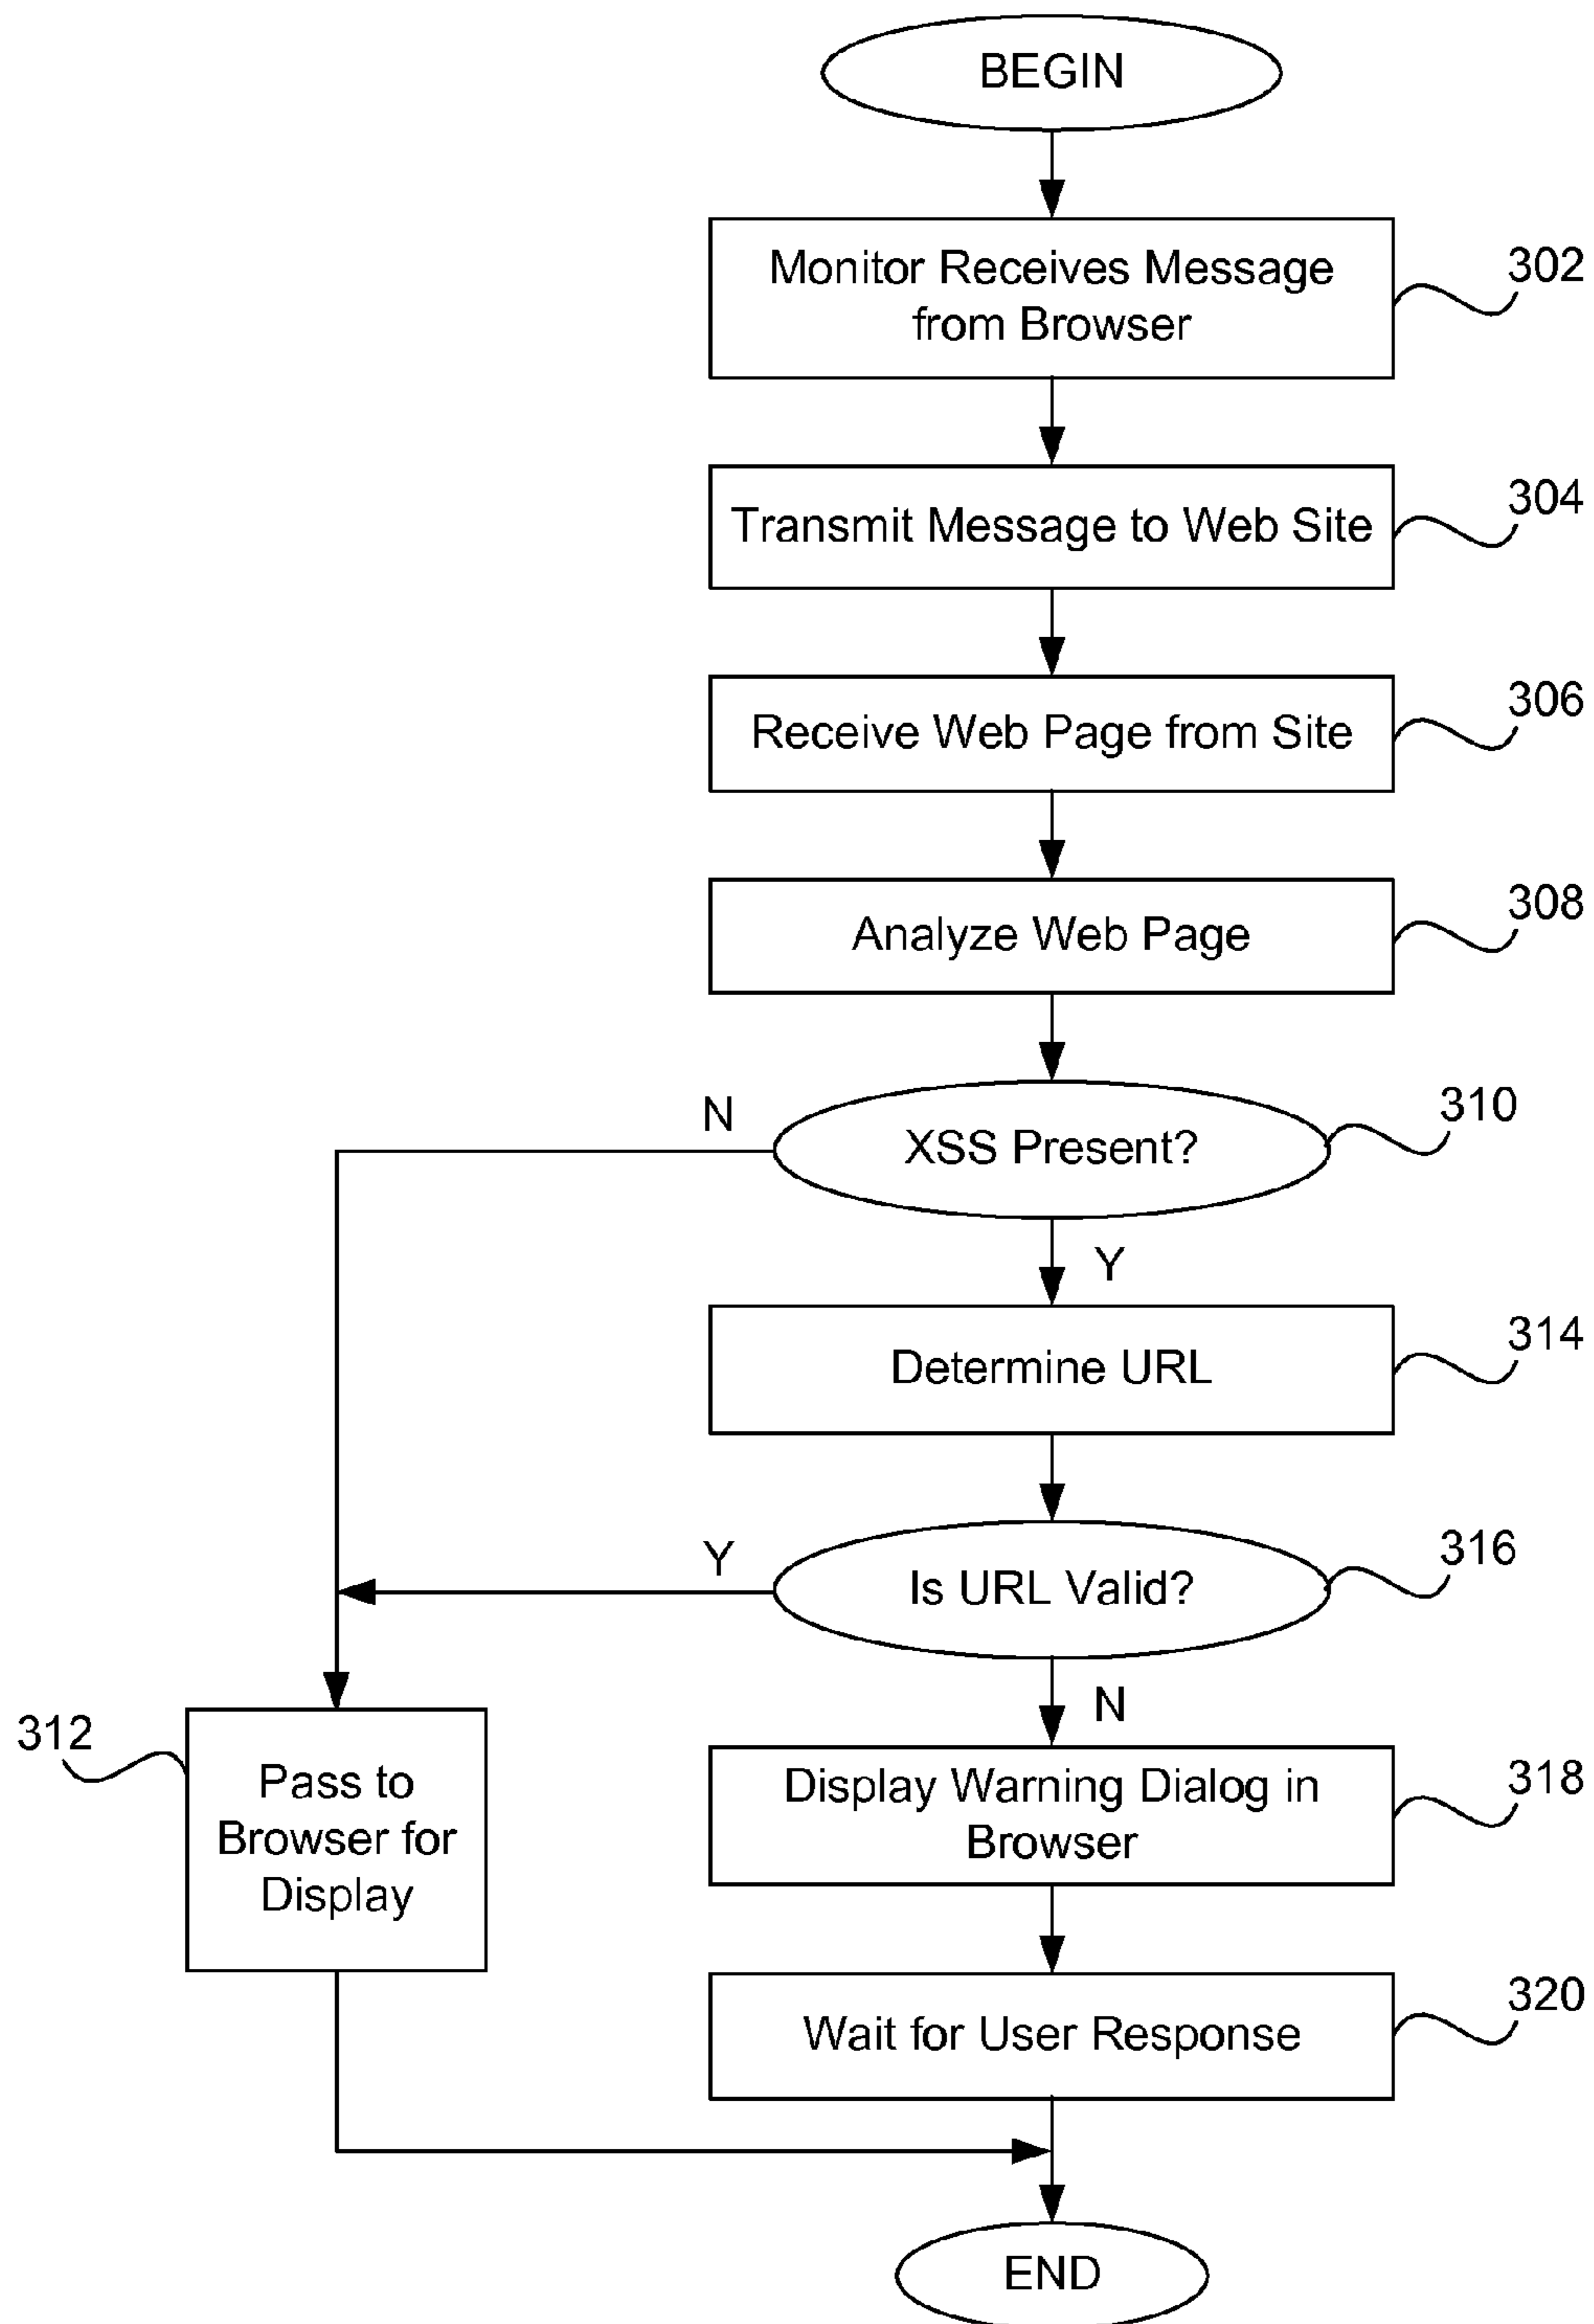 BEGIN
Monitor Receives Message
from Browser
302
Transmit Message to Web Site
304
Receive Web Page from Site
306
Analyze Web Page
308
N
XSS Present?
310
Y
Determine URL
314
Y
Is URL Valid?
316
N
312
Pass to
Browser for
Display
Display Warning Dialog in
Browser
318
Wait for User Response
320
END